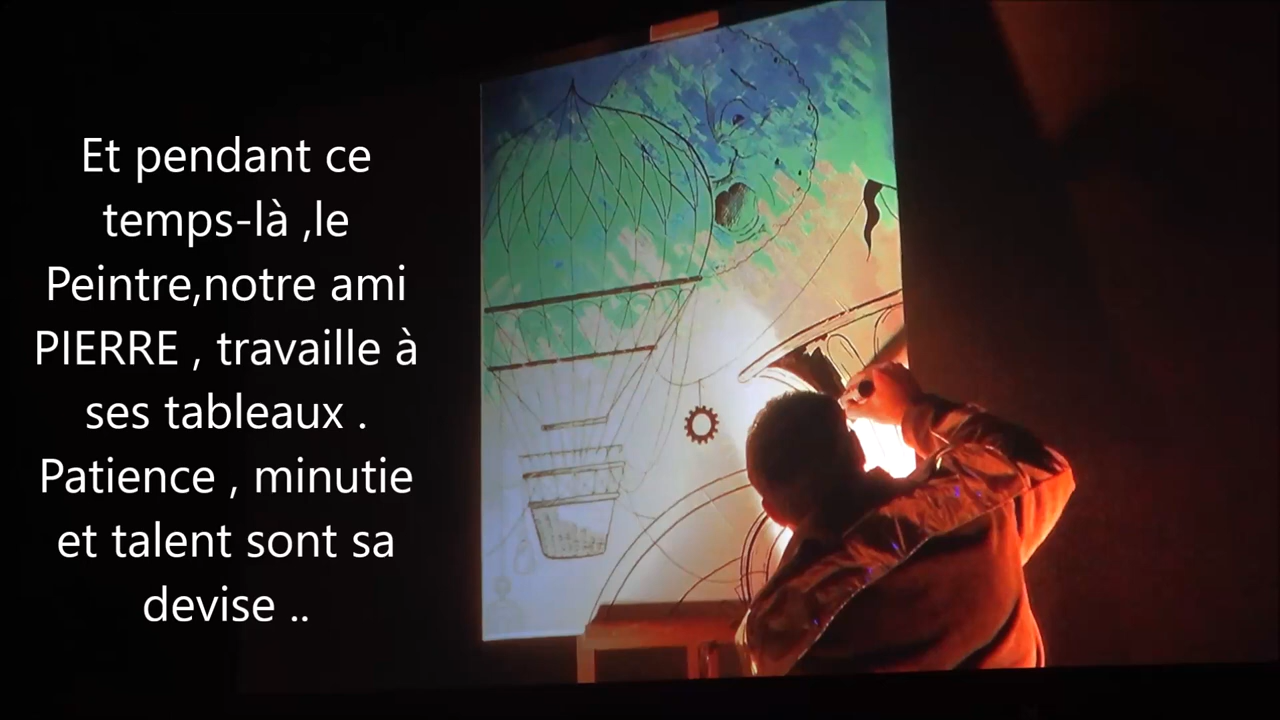 Et pendant ce
temps-là ,le
Peintre,notre ami
PIERRE , travaille à
ses tableaux .
Patience , minutie
et talent sont sa
devise ..